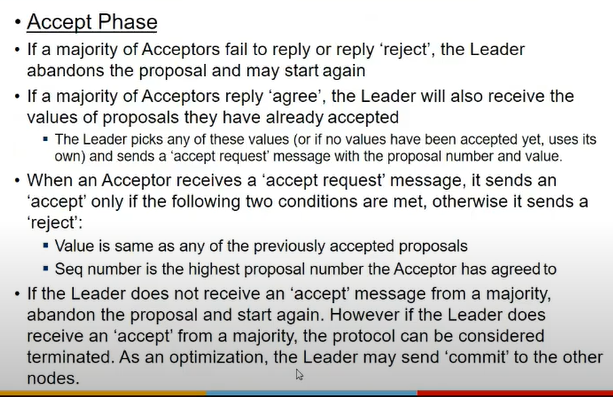 • Accept Phase
• If a majority of Acceptors fail to reply or reply ‘reject’, the Leader
abandons the proposal and may start again
• If a majority of Acceptors reply ‘agree’, the Leader will also receive the
values of proposals they have already accepted
▪ The Leader picks any of these values (or if no values have been accepted yet, uses its
own) and sends a ‘accept request’ message with the proposal number and value.
• When an Acceptor receives a ‘accept request’ message, it sends an
‘accept’ only if the following two conditions are met, otherwise it sends a
‘reject’:
▪ Value is same as any of the previously accepted proposals
▪ Seq number is the highest proposal number the Acceptor has agreed to
• If the Leader does not receive an ‘accept’ message from a majority,
abandon the proposal and start again. However if the Leader does
receive an ‘accept’ from a majority, the protocol can be considered
terminated. As an optimization, the Leader may send ‘commit’ to the other
nodes.